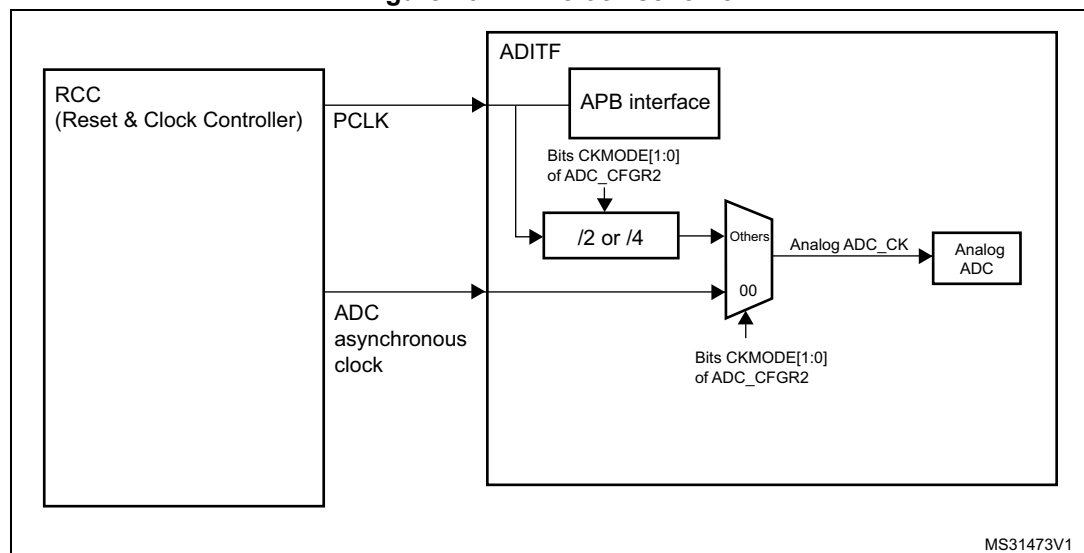 RCC
(Reset & Clock Controller)
PCLK
ADC
asynchronous
clock
ADITF
APB interface
Bits CKMODE[1:0]
of ADC_CFGR2
/2 or /4
Others
00
Analog ADC_CK
Analog
ADC
Bits CKMODE[1:0]
of ADC_CFGR2
MS31473V1